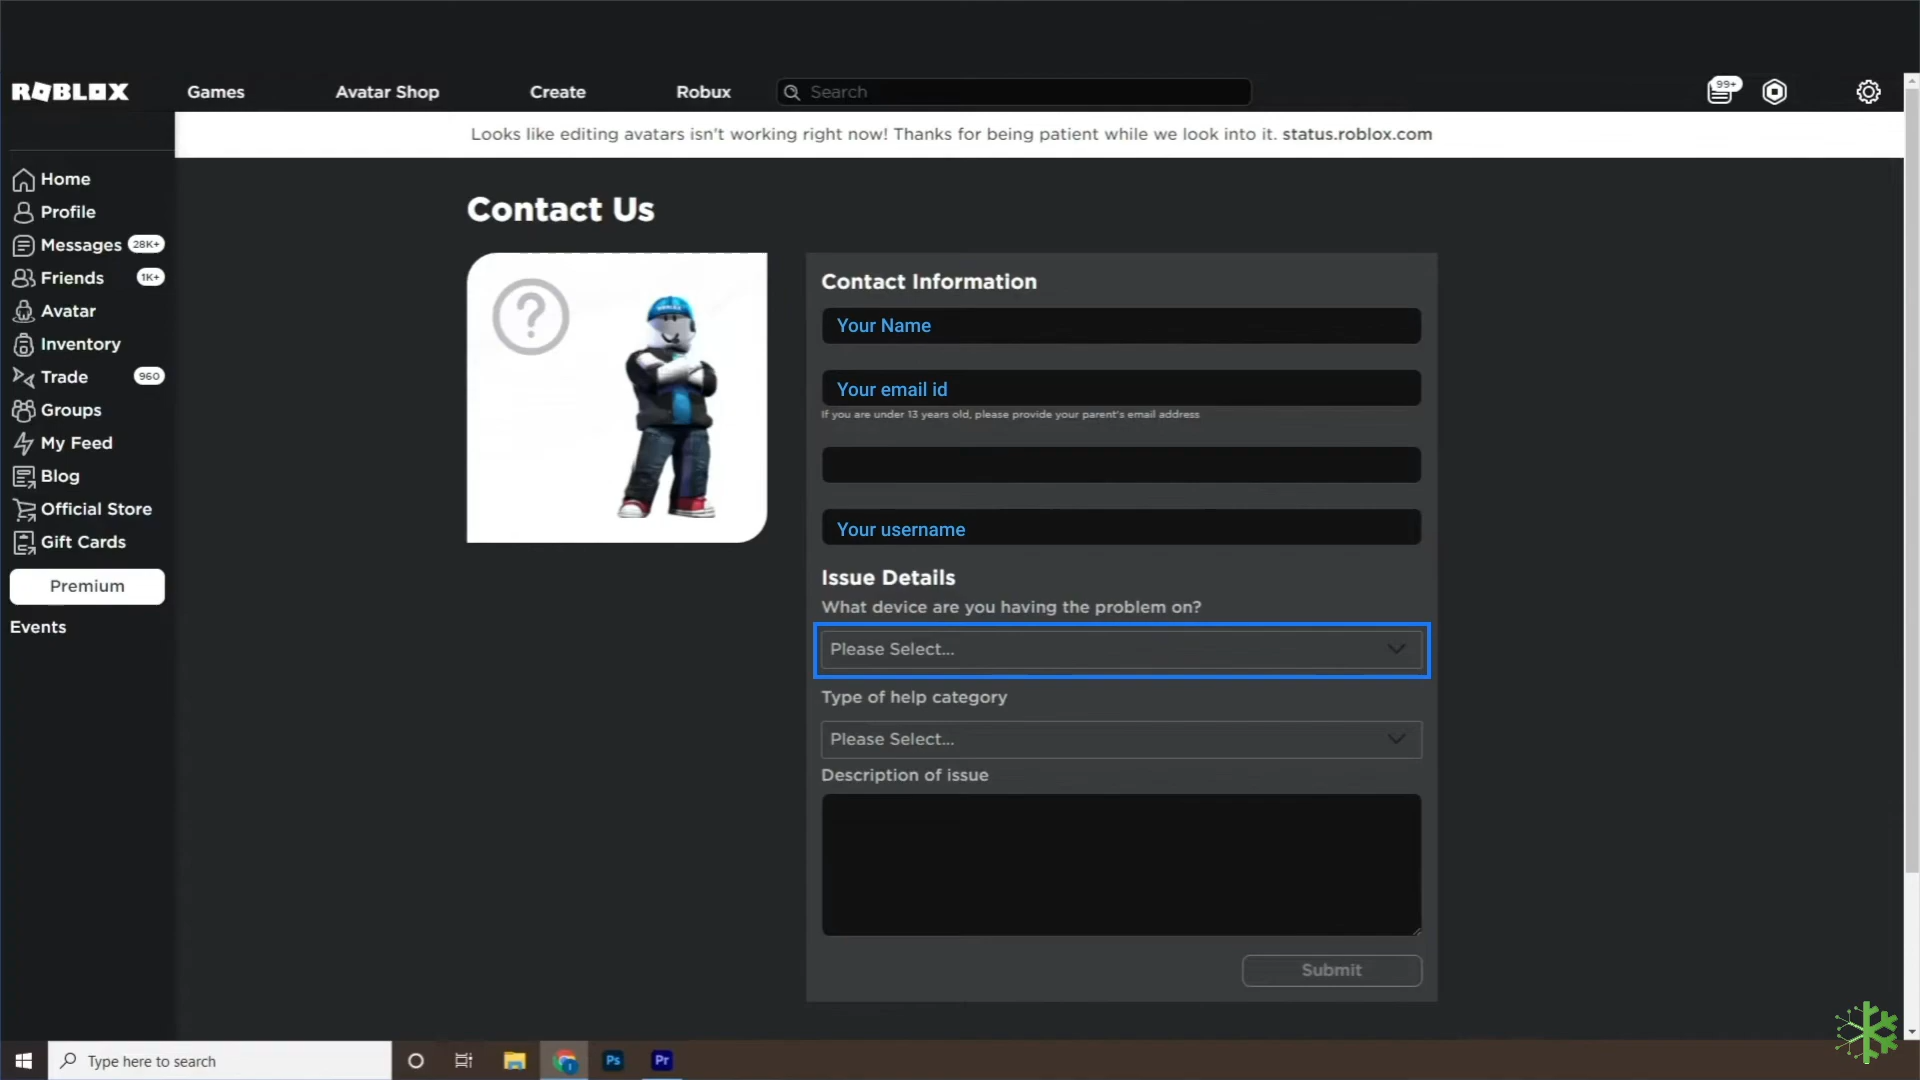 ROBLOX
Games
Avatar Shop
Create
Robux
Search
99+
Looks like editing avatars isn't working right now! Thanks for being patient while we look into it. status.roblox.com
Home
Profile
Messages 28K+
Friends 1K+
Avatar
Inventory
Trade 960
Groups
My Feed
Blog
Official Store
Gift Cards
Premium
Events
Contact Us
Contact Information
Your Name
Your email id
If you are under 13 years old, please provide your parent's email address
Your username
Issue Details
What device are you having the problem on?
Please Select...
Type of help category
Please Select...
Description of issue
Submit
Type here to search
Ps
Pr